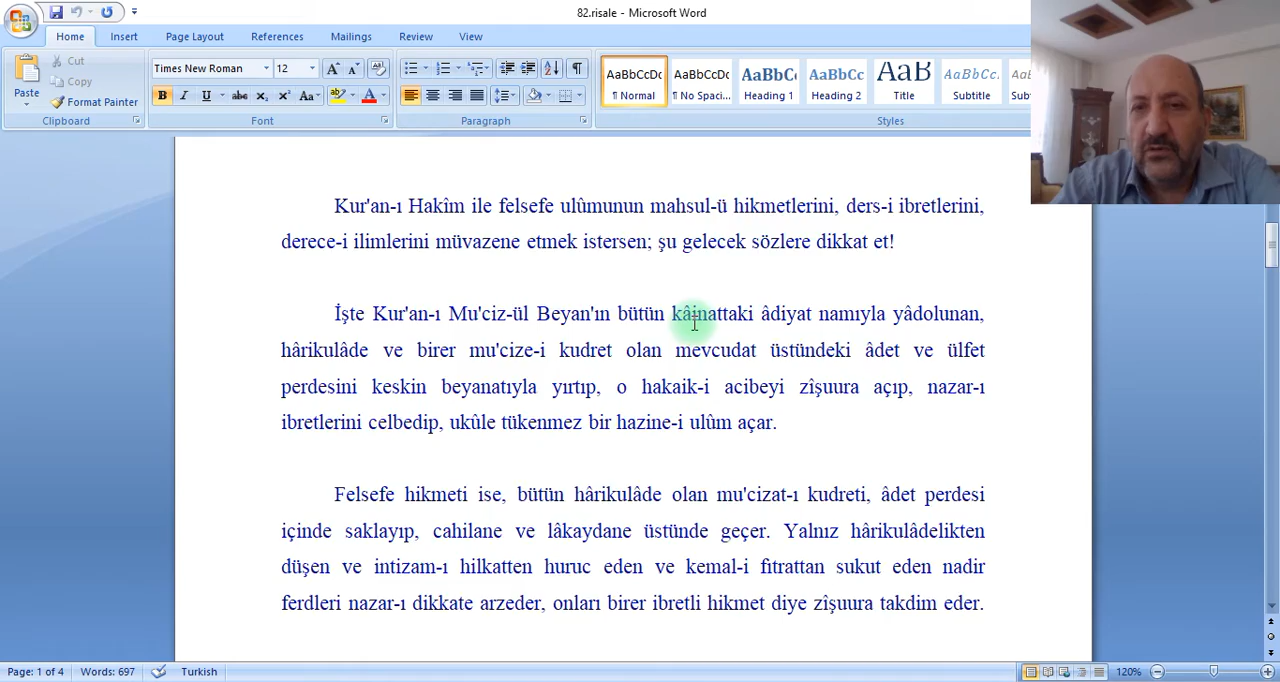 82.risale - Microsoft Word
Home Insert Page Layout References Mailings Review View
Paste
Cut
Copy
Format Painter
Clipboard
Times New Roman 12
Font
Paragraph
AaBbCcDc AaBbCcDc AaBbCc AaBbCc AaB AaBbCc. Aa
¶ Normal ¶ No Spaci... Heading 1 Heading 2 Title Subtitle Sub
Styles
Kur'an-ı Hakîm ile felsefe ulûmunun mahsul-ü hikmetlerini, ders-i ibretlerini,
derece-i ilimlerini müvazene etmek istersen; şu gelecek sözlere dikkat et!
İşte Kur'an-ı Mu'ciz-ül Beyan'ın bütün kâinattaki âdiyat namıyla yâdolunan,
hârikulâde ve birer mu'cize-i kudret olan mevcudat üstündeki âdet ve ülfet
perdesini keskin beyanatıyla yırtıp, o hakaik-i acibeyi zîşuura açıp, nazar-ı
ibretlerini celbedip, ukûle tükenmez bir hazine-i ulûm açar.
Felsefe hikmeti ise, bütün hârikulâde olan mu'cizat-ı kudreti, âdet perdesi
içinde saklayıp, cahilane ve lâkaydane üstünde geçer. Yalnız hârikulâdelikten
düşen ve intizam-ı hilkatten huruc eden ve kemal-i fıtrattan sukut eden nadir
ferdleri nazar-ı dikkate arzeder, onları birer ibretli hikmet diye zîşuura takdim eder.
Page: 1 of 4 Words: 697 Turkish 120%